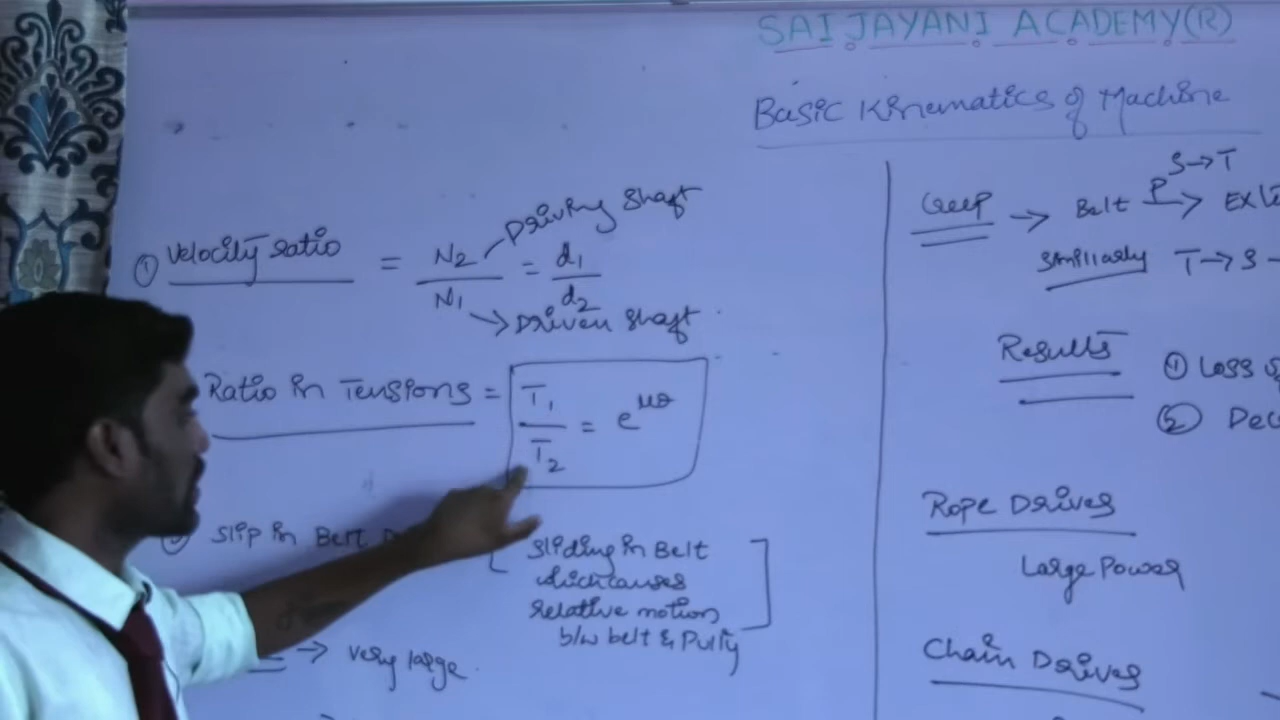 SAI JAYANI ACADEMY(R)
Basic Kinematics of Machine
① Velocity ratio = N2 / N1 = d1 / d2
Driving shaft
Driven shaft
Ratio in Tensions = T1 / T2 = e^μθ
Slip in Belt
Sliding in Belt
which causes
relative motion
b/w belt & Pully
→ very large
Creep → Belt P→
S→T
Similarly T→S
Results ① Loss
②
Rope Drives
Large Power
Chain Drives